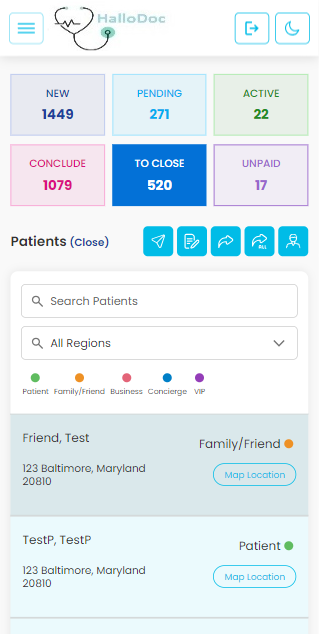 HalloDoc
NEW
1449
PENDING
271
ACTIVE
22
CONCLUDE
1079
TO CLOSE
520
UNPAID
17
Patients (Close)
ALL
Search Patients
All Regions
Patient
Family/Friend
Business
Concierge
VIP
Friend, Test
Family/Friend
123 Baltimore, Maryland
20810
Map Location
TestP, TestP
Patient
123 Baltimore, Maryland
20810
Map Location